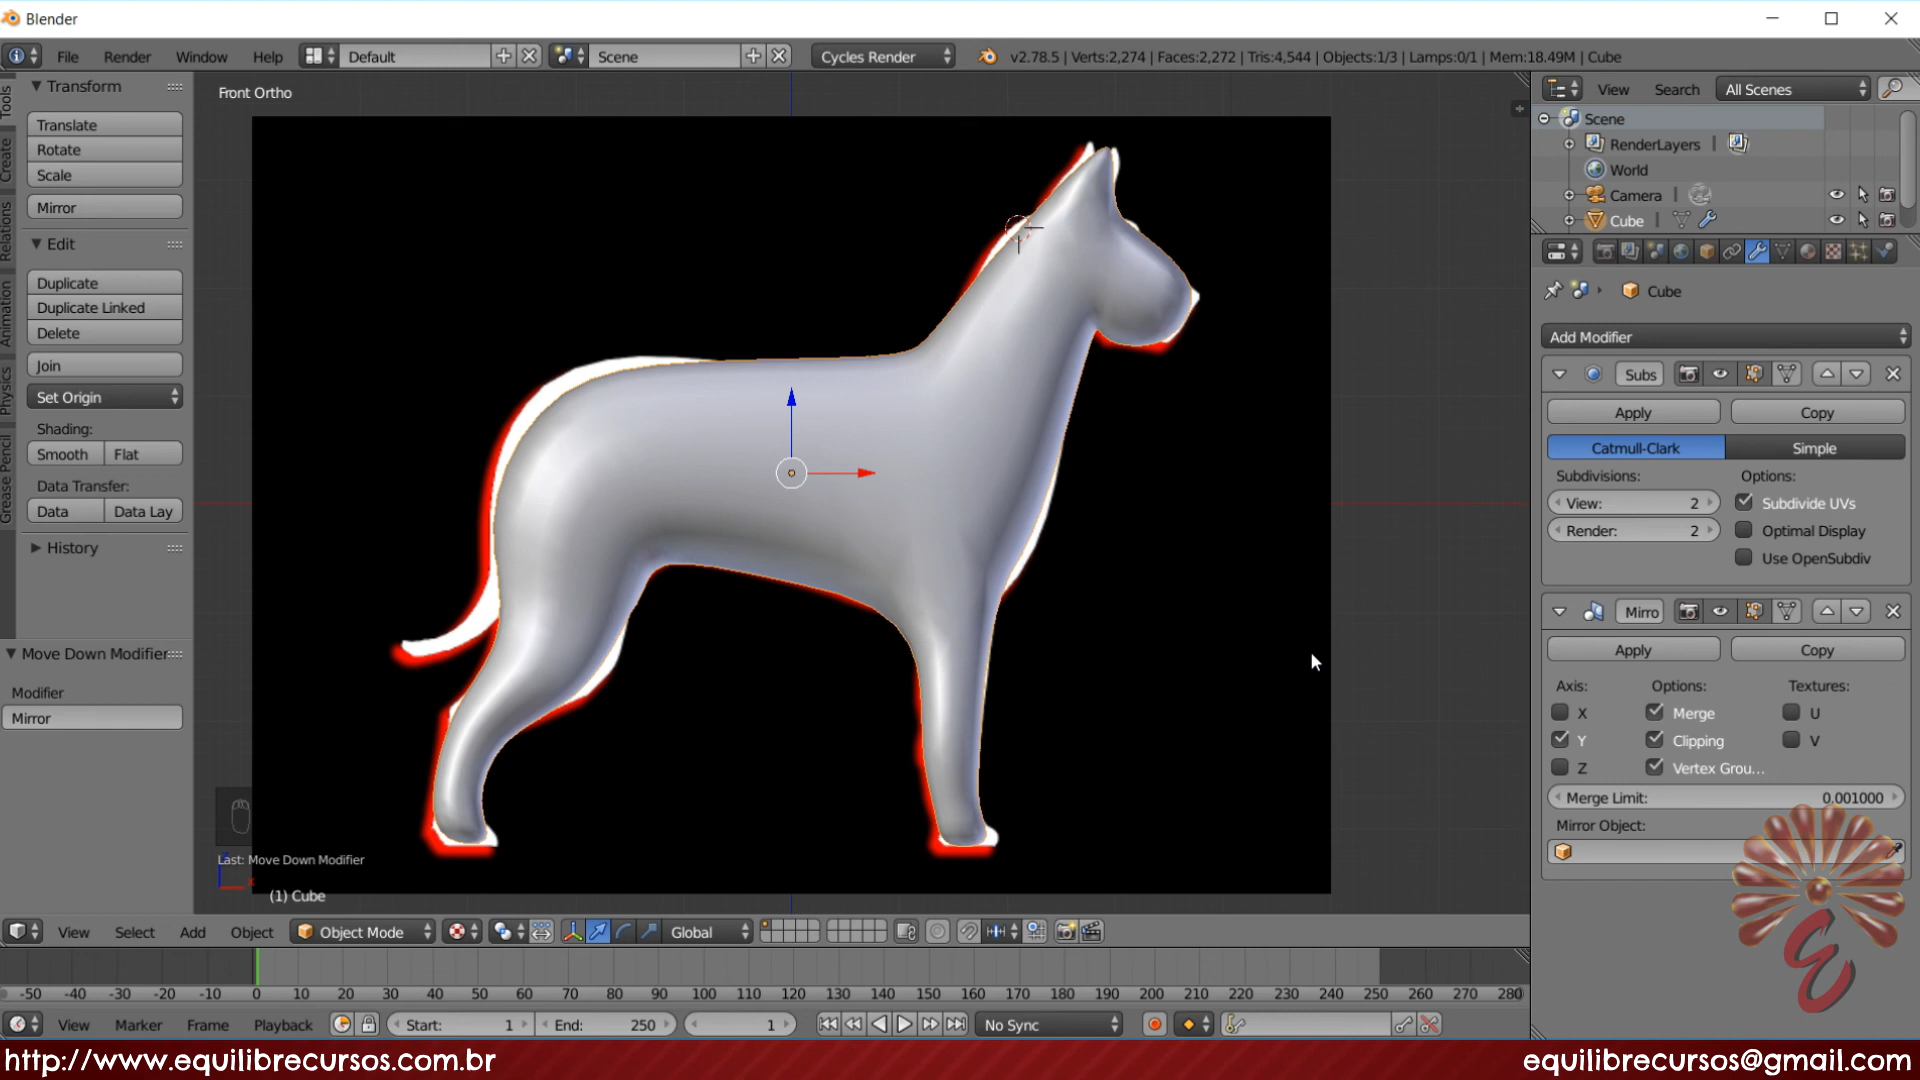 Blender
File Render Window Help Default Scene Cycles Render v2.78.5 | Verts:2,274 | Faces:2,272 | Tris:4,544 | Objects:1/3 | Lamps:0/1 | Mem:18.49M | Cube
Tools
Create
Relations
Animation
Physics
Grease Pencil
Transform
Translate
Rotate
Scale
Mirror
Edit
Duplicate
Duplicate Linked
Delete
Join
Set Origin
Shading:
Smooth Flat
Data Transfer:
Data Data Lay
History
Move Down Modifier
Modifier
Mirror
Front Ortho
Last: Move Down Modifier
(1) Cube
View Search All Scenes
Scene
RenderLayers
World
Camera
Cube
Cube
Add Modifier
Subs
Apply Copy
Catmull-Clark Simple
Subdivisions: Options:
View: 2 Subdivide UVs
Render: 2 Optimal Display
Use OpenSubdiv
Mirro
Apply Copy
Axis: Options: Textures:
X Merge U
Y Clipping V
Z Vertex Grou...
Merge Limit: 0.001000
Mirror Object:
View Select Add Object Object Mode Global
-50 -40 -30 -20 -10 0 10 20 30 40 50 60 70 80 90 100 110 120 130 140 150 160 170 180 190 200 210 220 230 240 250 260 270 280
View Marker Frame Playback Start: 1 End: 250 1 No Sync
http://www.equilibrecursos.com.br
equilibrecursos@gmail.com